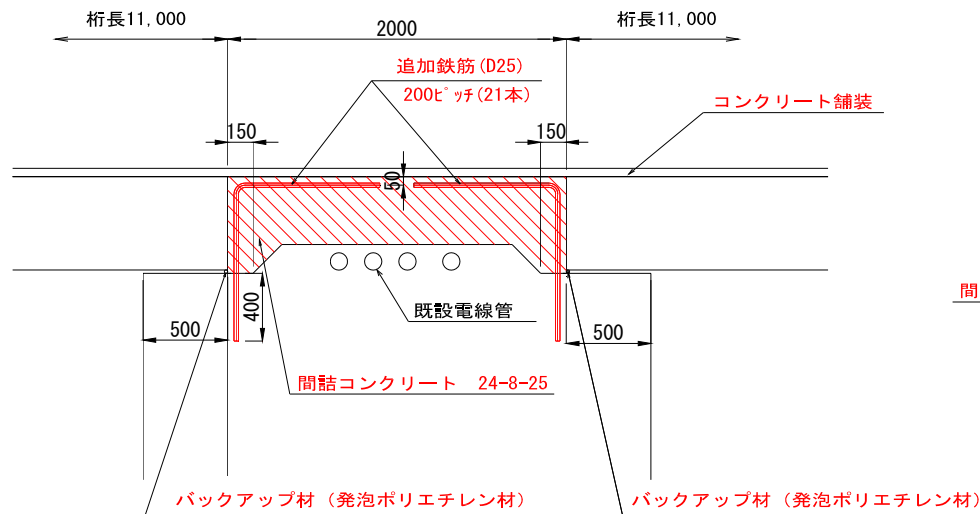 桁長11,000
2000
桁長11,000
追加鉄筋(D25)
200ﾋﾟｯﾁ(21本)
コンクリート舗装
150
150
50
既設電線管
400
500
500
間
間詰コンクリート 24-8-25
バックアップ材（発泡ポリエチレン材）
バックアップ材（発泡ポリエチレン材）